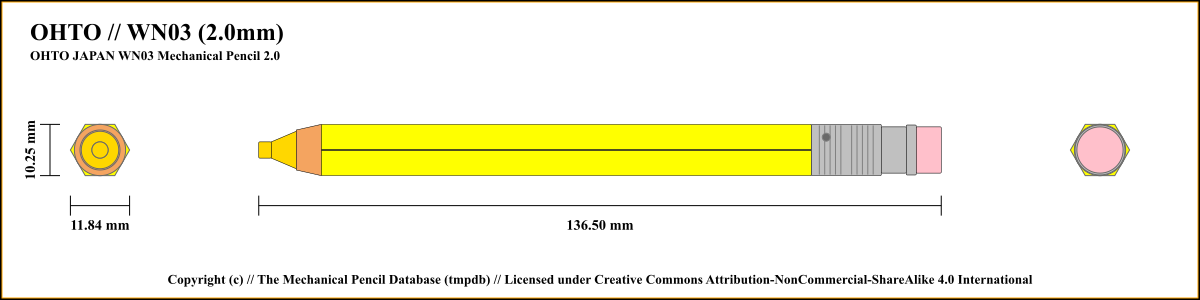 OHTO // WN03 (2.0mm)
OHTO JAPAN WN03 Mechanical Pencil 2.0
10.25 mm
11.84 mm
136.50 mm
Copyright (c) // The Mechanical Pencil Database (tmpdb) // Licensed under Creative Commons Attribution-NonCommercial-ShareAlike 4.0 International